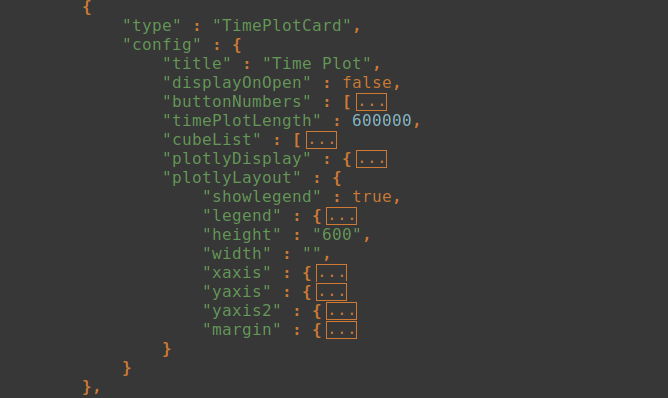 {
"type" : "TimePlotCard",
"config" : {
"title" : "Time Plot",
"displayOnOpen" : false,
"buttonNumbers" : [...
"timePlotLength" : 600000,
"cubeList" : [...
"plotlyDisplay" : {...
"plotlyLayout" : {
"showlegend" : true,
"legend" : {...
"height" : "600",
"width" : "",
"xaxis" : {...
"yaxis" : {...
"yaxis2" : {...
"margin" : {...
}
}
},